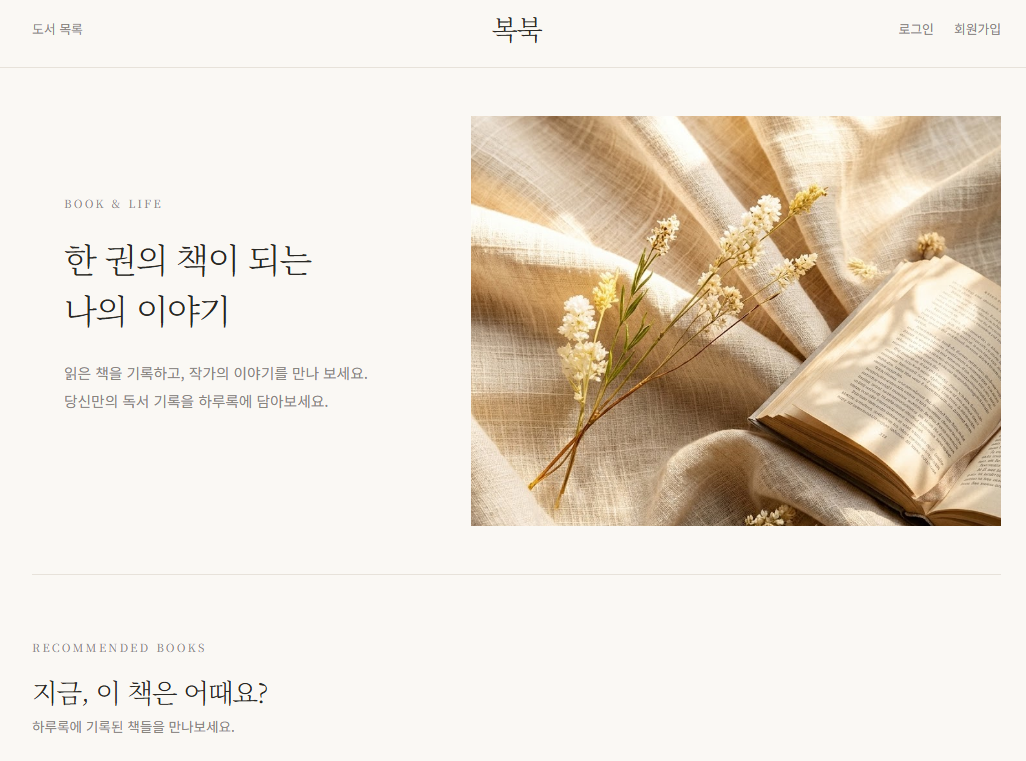 도서 목록
복북
로그인
회원가입
BOOK & LIFE
한 권의 책이 되는
나의 이야기
읽은 책을 기록하고, 작가의 이야기를 만나 보세요.
당신만의 독서 기록을 하루록에 담아보세요.
RECOMMENDED BOOKS
지금, 이 책은 어때요?
하루록에 기록된 책들을 만나보세요.